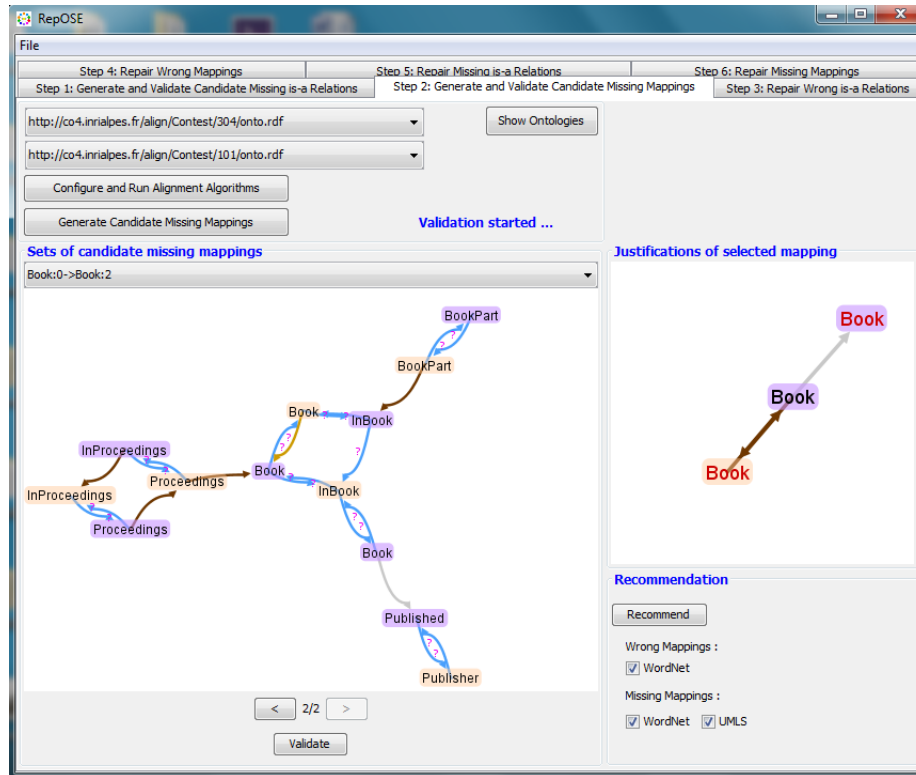 RepOSE
File
Step 4: Repair Wrong Mappings
Step 5: Repair Missing is-a Relations
Step 6: Repair Missing Mappings
Step 1: Generate and Validate Candidate Missing is-a Relations
Step 2: Generate and Validate Candidate Missing Mappings
Step 3: Repair Wrong is-a Relations
http://co4.inrialpes.fr/align/Contest/304/onto.rdf
Show Ontologies
http://co4.inrialpes.fr/align/Contest/101/onto.rdf
Configure and Run Alignment Algorithms
Generate Candidate Missing Mappings
Validation started ...
Sets of candidate missing mappings
Book:0->Book:2
BookPart
?
?
BookPart
Book
? ?
InBook
?
?
?
InProceedings
?
Proceedings
Book
? ?
InBook
InProceedings
? ?
Proceedings
?
?
Book
Published
?
?
Publisher
< 2/2 >
Validate
Justifications of selected mapping
Book
Book
Book
Recommendation
Recommend
Wrong Mappings :
WordNet
Missing Mappings :
WordNet UMLS